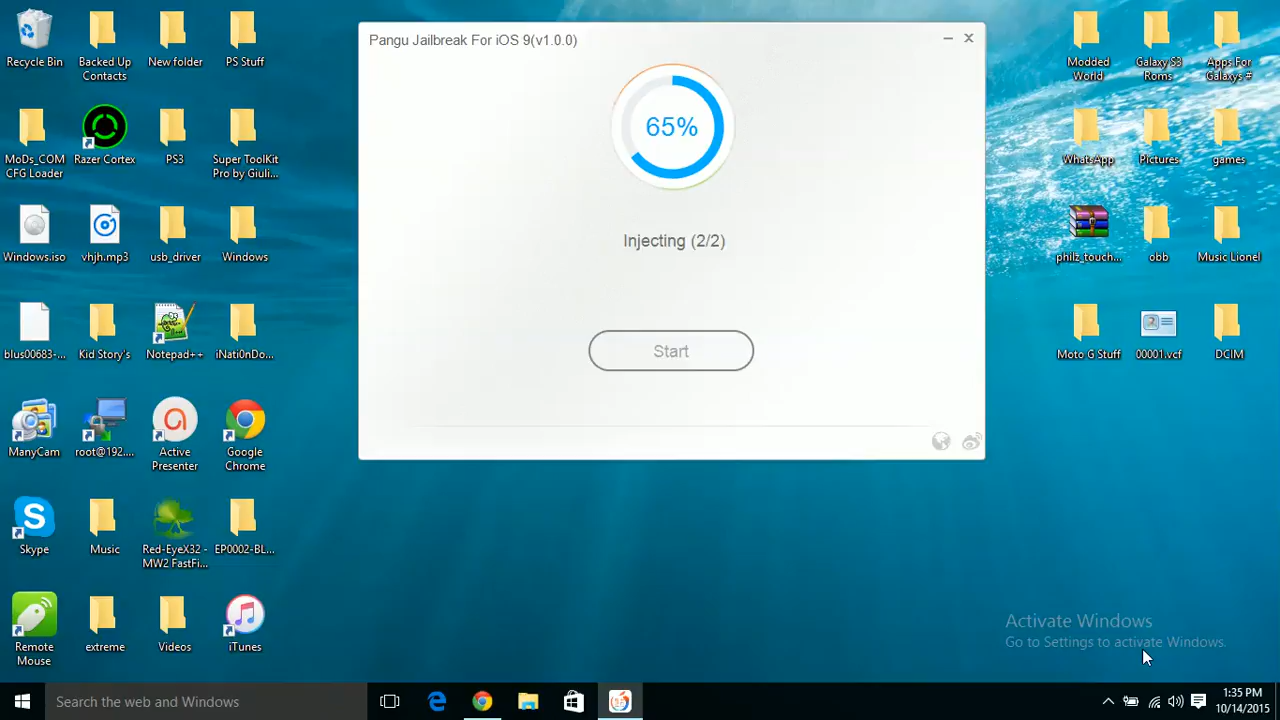 Pangu Jailbreak For iOS 9(v1.0.0)
65%
Injecting (2/2)
Start
Recycle Bin
Backed Up
Contacts
New folder
PS Stuff
MoDs_COM
CFG Loader
Razer Cortex
PS3
Super ToolKit
Pro by Giuli...
Windows.iso
vhjh.mp3
usb_driver
Windows
blus00683-...
Kid Story's
Notepad++
iNati0nDo...
ManyCam
root@192....
Active
Presenter
Google
Chrome
Skype
Music
Red-EyeX32 -
MW2 FastFi...
EP0002-BL...
Remote
Mouse
extreme
Videos
iTunes
Modded
World
Galaxy S3
Roms
Apps For
Galaxys #
WhatsApp
Pictures
games
philz_touch...
obb
Music Lionel
Moto G Stuff
00001.vcf
DCIM
Activate Windows
Go to Settings to activate Windows.
Search the web and Windows
1:35 PM
10/14/2015